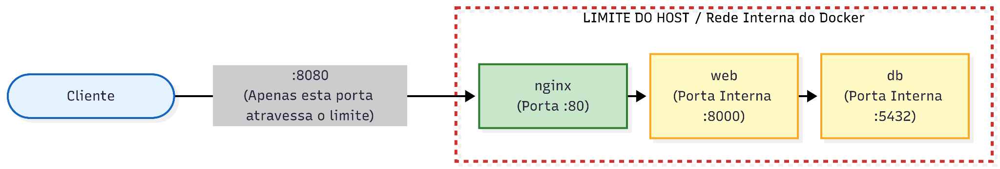 LIMITE DO HOST / Rede Interna do Docker
Cliente
:8080
(Apenas esta porta
atravessa o limite)
nginx
(Porta :80)
web
(Porta Interna
:8000)
db
(Porta Interna
:5432)